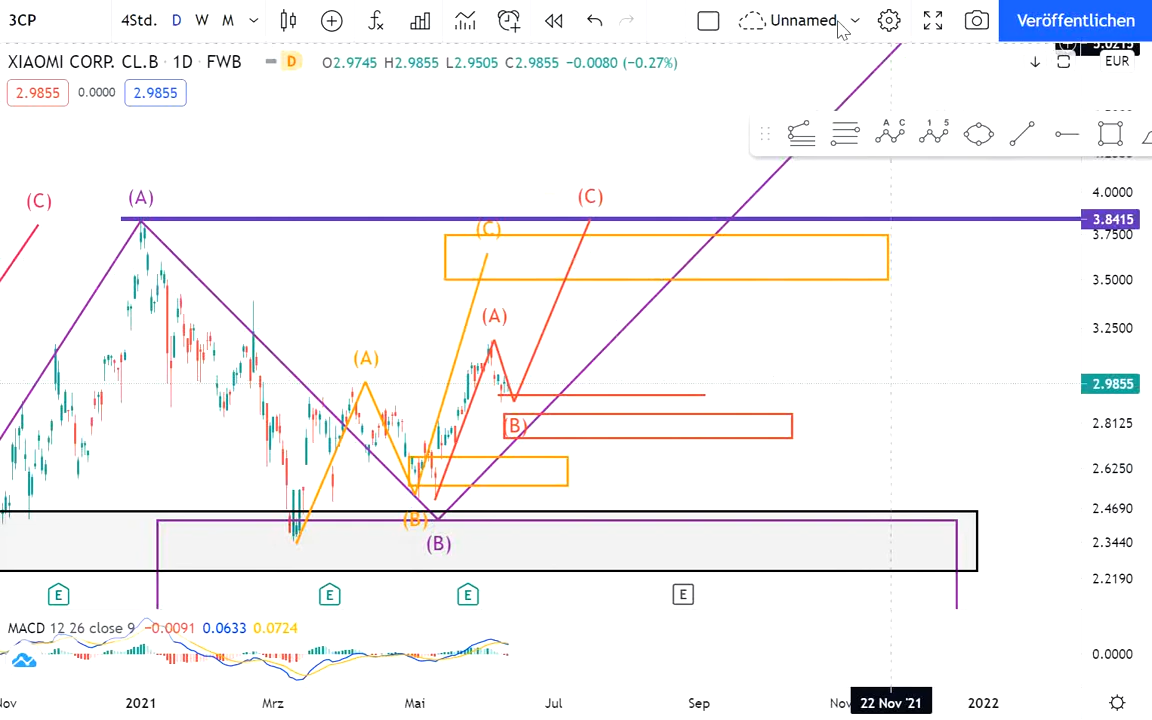 3CP 4Std. D W M Unnamed Veröffentlichen
XIAOMI CORP. CL.B · 1D · FWB D O2.9745 H2.9855 L2.9505 C2.9855 −0.0080 (−0.27%) EUR
2.9855 0.0000 2.9855
A C 1 5
4.0000
(C) (A) (C)
3.8415
(C) 3.7500
3.5000
(A) 3.2500
(A)
2.9855
(B) 2.8125
2.6250
2.4690
(B)
(B) 2.3440
2.2190
E E E E
MACD 12 26 close 9 −0.0091 0.0633 0.0724
0.0000
2021 Mrz Mai Jul Sep 22 Nov '21 2022